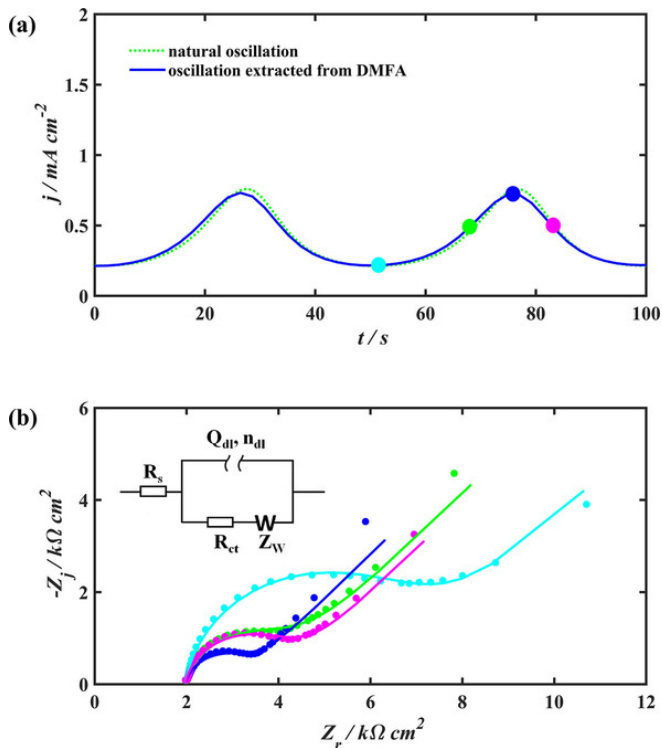 (a)
2
1.5
1
0.5
0
j / mA cm-2
natural oscillation
oscillation extracted from DMFA
0 20 40 60 80 100
t / s
(b)
6
4
2
0
-Zj / kΩ cm2
Qdl, ndl
Rs
Rct ZW
0 2 4 6 8 10 12
Zr / kΩ cm2